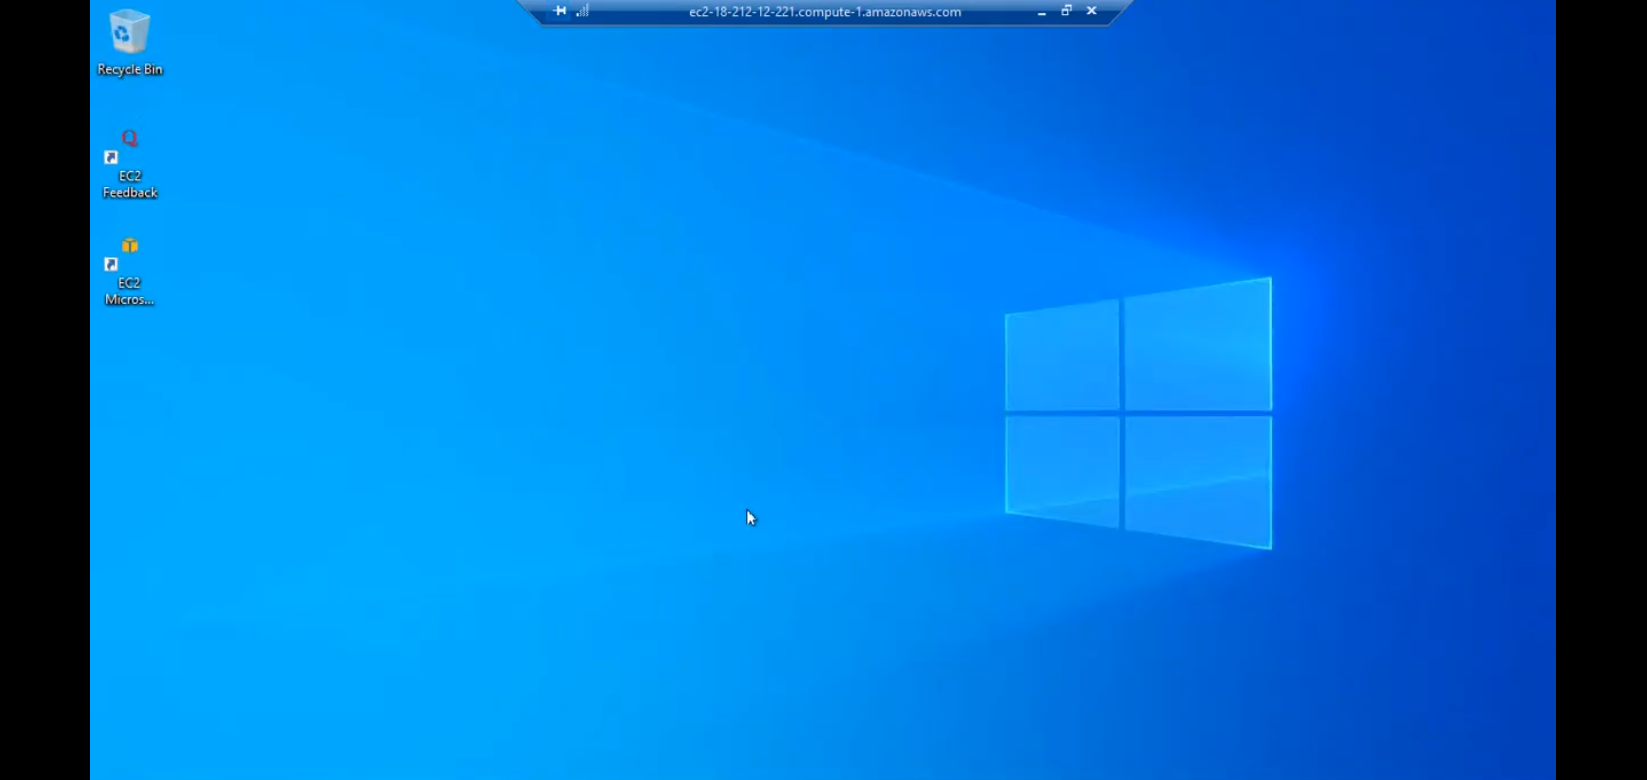 ec2-18-212-12-221.compute-1.amazonaws.com
Recycle Bin
EC2
Feedback
EC2
Micros...